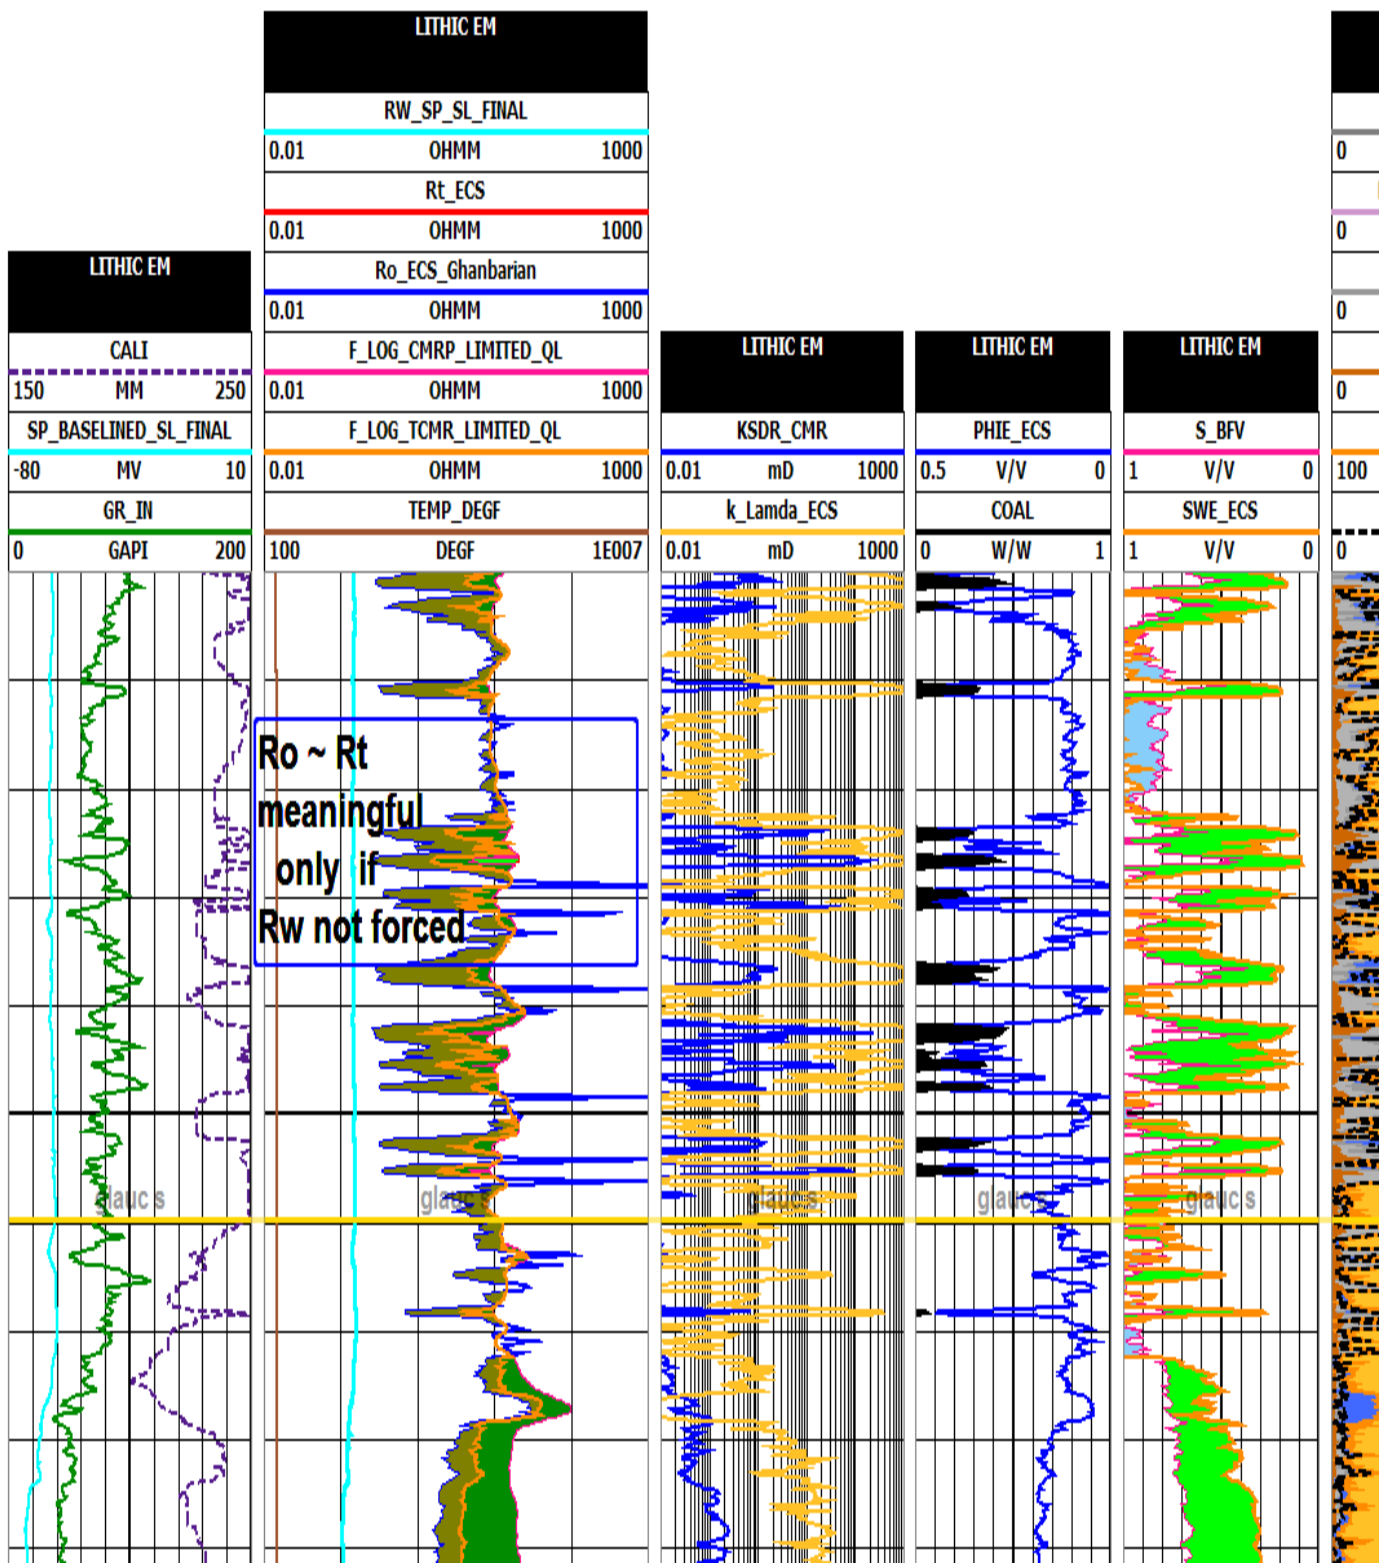 LITHIC EM
RW_SP_SL_FINAL
0.01 OHMM 1000
Rt_ECS
0.01 OHMM 1000
Ro_ECS_Ghanbarian
0.01 OHMM 1000
F_LOG_CMRP_LIMITED_QL
0.01 OHMM 1000
F_LOG_TCMR_LIMITED_QL
0.01 OHMM 1000
TEMP_DEGF
100 DEGF 1E007
LITHIC EM
CALI
150 MM 250
SP_BASELINED_SL_FINAL
-80 MV 10
GR_IN
0 GAPI 200
LITHIC EM
KSDR_CMR
0.01 mD 1000
k_Lamda_ECS
0.01 mD 1000
LITHIC EM
PHIE_ECS
0.5 V/V 0
COAL
0 W/W 1
LITHIC EM
S_BFV
1 V/V 0
SWE_ECS
1 V/V 0
0
0
0
0
100
0
Ro ~ Rt
meaningful
only if
Rw not forced
glauc s
glauc s
glauc s
glauc s
glauc s